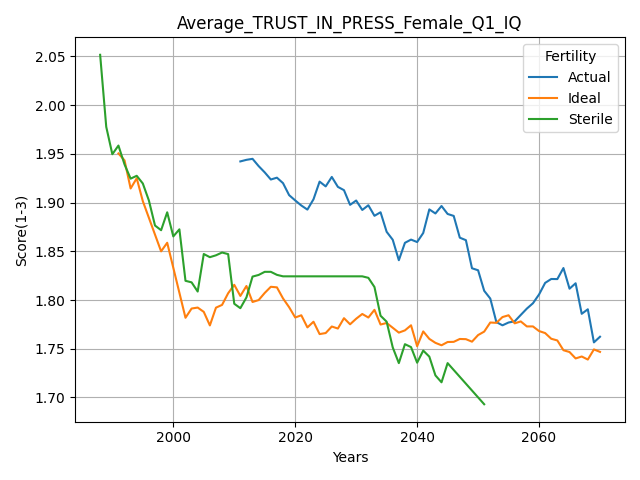 Average_TRUST_IN_PRESS_Female_Q1_IQ
Fertility
Actual
Ideal
Sterile
Score(1-3)
2.05
2.00
1.95
1.90
1.85
1.80
1.75
1.70
2000 2020 2040 2060
Years